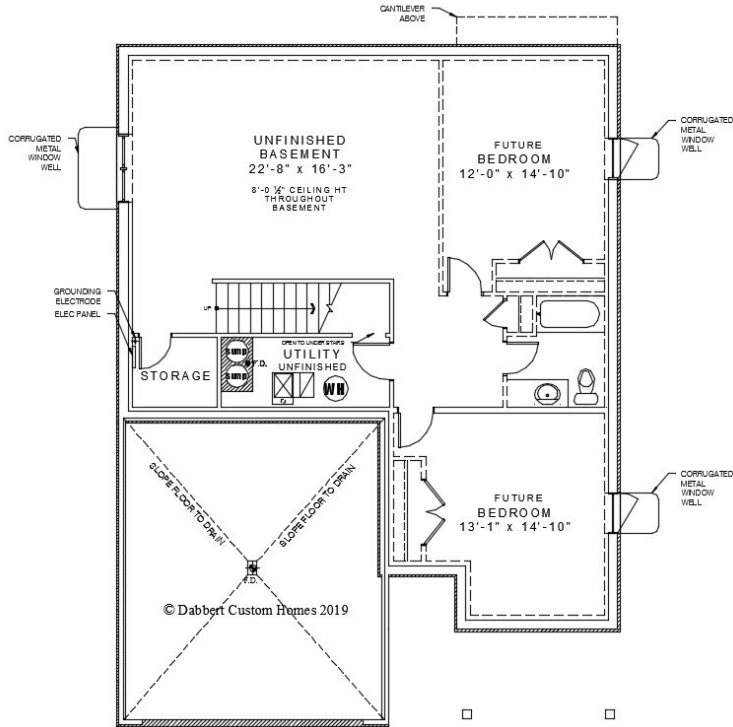 CANTILEVER
ABOVE
CORRUGATED
METAL
WINDOW
WELL
UNFINISHED
BASEMENT
22'-8" x 16'-3"
8'-0 ½" CEILING HT
THROUGHOUT
BASEMENT
FUTURE
BEDROOM
12'-0" x 14'-10"
CORRUGATED
METAL
WINDOW
WELL
GROUNDING
ELECTRODE
ELEC PANEL
UP
STORAGE
sump
sump
F.D.
OPEN TO UNDER STAIRS
UTILITY
UNFINISHED
WH
FUTURE
BEDROOM
13'-1" x 14'-10"
CORRUGATED
METAL
WINDOW
WELL
SLOPE FLOOR TO DRAIN
SLOPE FLOOR TO DRAIN
F.D.
© Dabbert Custom Homes 2019